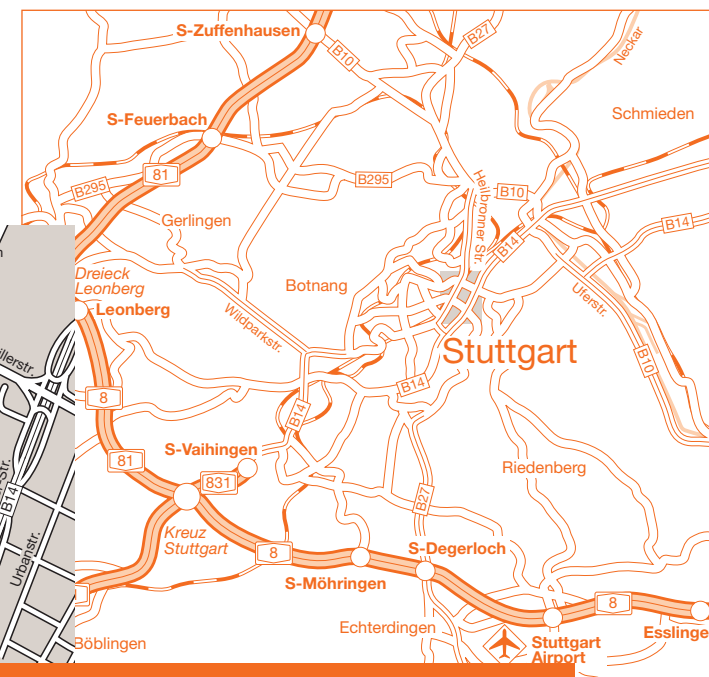 S-Zuffenhausen
B27
B10
Neckar
Schmieden
S-Feuerbach
81
B295
B295
B10
Heilbronner Str.
B14
B14
Gerlingen
Dreieck
Leonberg
Leonberg
Botnang
Wildparkstr.
Uferstr.
B10
Stuttgart
8
B14
B14
81
S-Vaihingen
831
Riedenberg
B27
Kreuz
Stuttgart
8
S-Möhringen
S-Degerloch
8
Echterdingen
Stuttgart
Airport
Esslinge
Böblingen
illerstr.
-Str.
B14
Urbanstr.